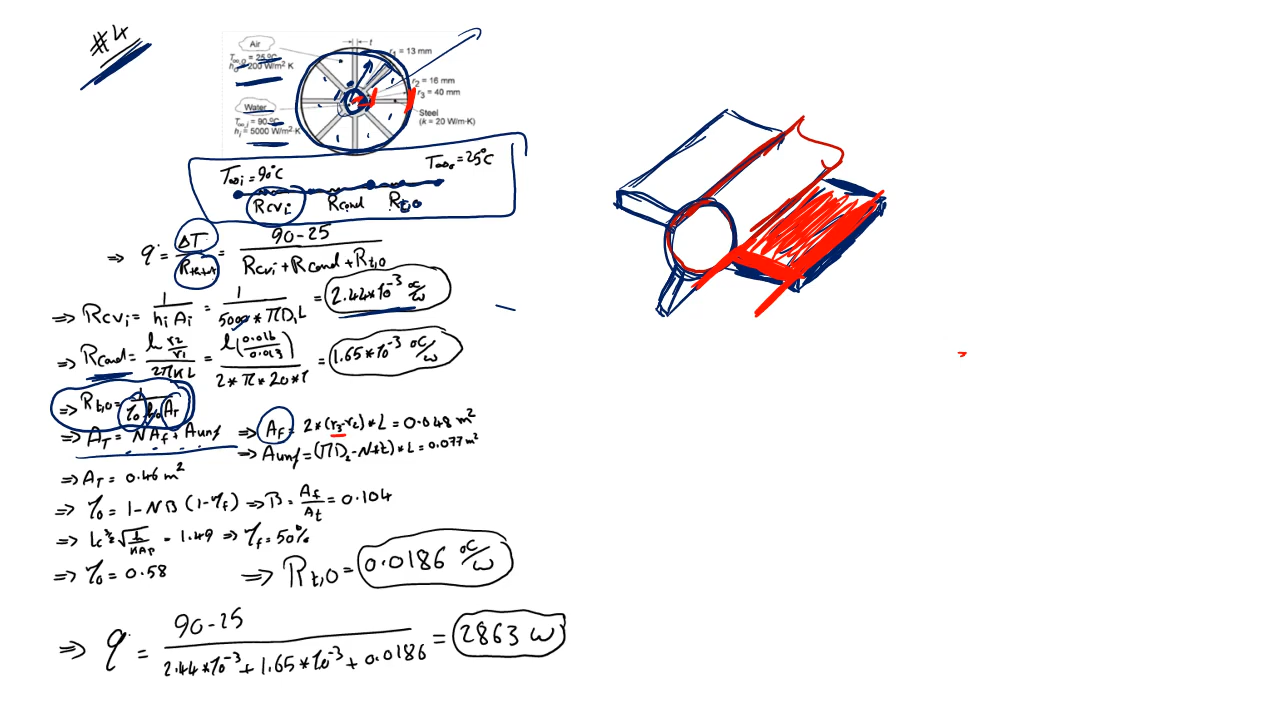 #4
Air
T∞,o = 25 °C
ho = 200 W/m²·K
t
r1 = 13 mm
r2 = 16 mm
r3 = 40 mm
Water
T∞,i = 90 °C
hi = 5000 W/m²·K
Steel
(k = 20 W/m·K)
T∞i = 90°C
T∞o = 25°C
Rcvi Rcond Rt,o
⇒ q = ΔT / Rtotal = 90-25 / Rcvi + Rcond + Rt,o
⇒ Rcvi = 1 / hi Ai = 1 / 5000 * πD1L = 2.44*10^-3 °C/w
⇒ Rcond = ln r2/r1 / 2πKL = ln(0.016/0.013) / 2*π*20*1 = 1.65*10^-3 °C/w
⇒ Rt,o = 1 / ηo ho AT
⇒ AT = NAf + Aunf ⇒ Af = 2*(r3-r2)*L = 0.048 m²
⇒ Aunf = (πD2 - N*t)*L = 0.077 m²
⇒ AT = 0.46 m²
⇒ ηo = 1 - NB (1-ηf) ⇒ B = Af/At = 0.104
⇒ Lc^3/2 √(h/KAp) = 1.49 ⇒ ηf = 50%
⇒ ηo = 0.58 ⇒ Rt,o = 0.0186 °C/w
⇒ q = 90-25 / 2.44*10^-3 + 1.65*10^-3 + 0.0186 = 2863 w